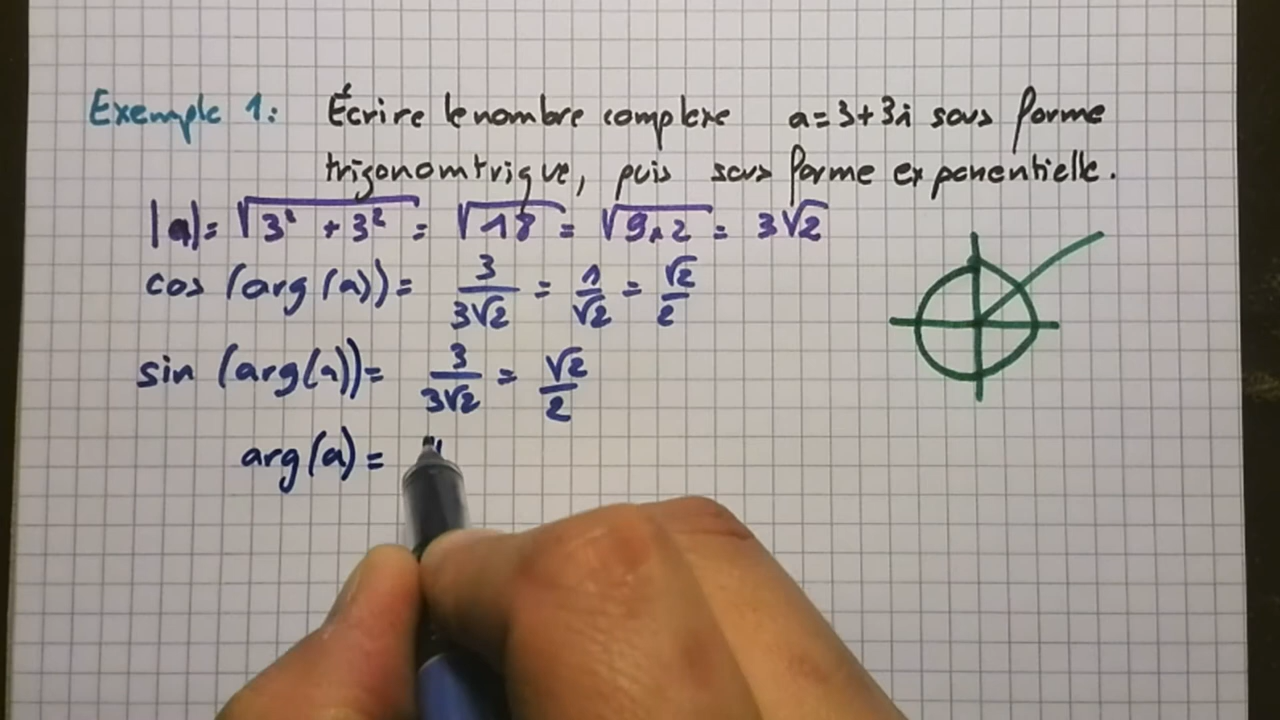 Exemple 1: Écrire le nombre complexe a = 3 + 3i sous forme
trigonomtrique, puis sous forme exponentielle.
|a| = √(3² + 3²) = √18 = √(9×2) = 3√2
cos (arg(a)) = 3/(3√2) = 1/√2 = √2/2
sin (arg(a)) = 3/(3√2) = √2/2
arg(a) =